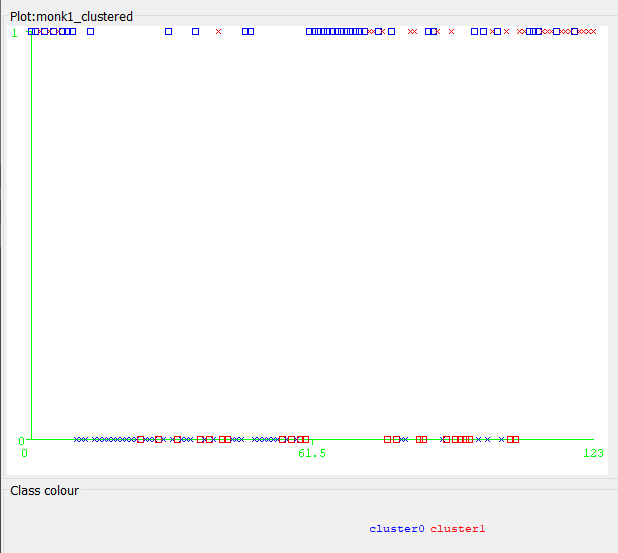 Plot:monk1_clustered
1
0
0 61.5 123
Class colour
cluster0 cluster1